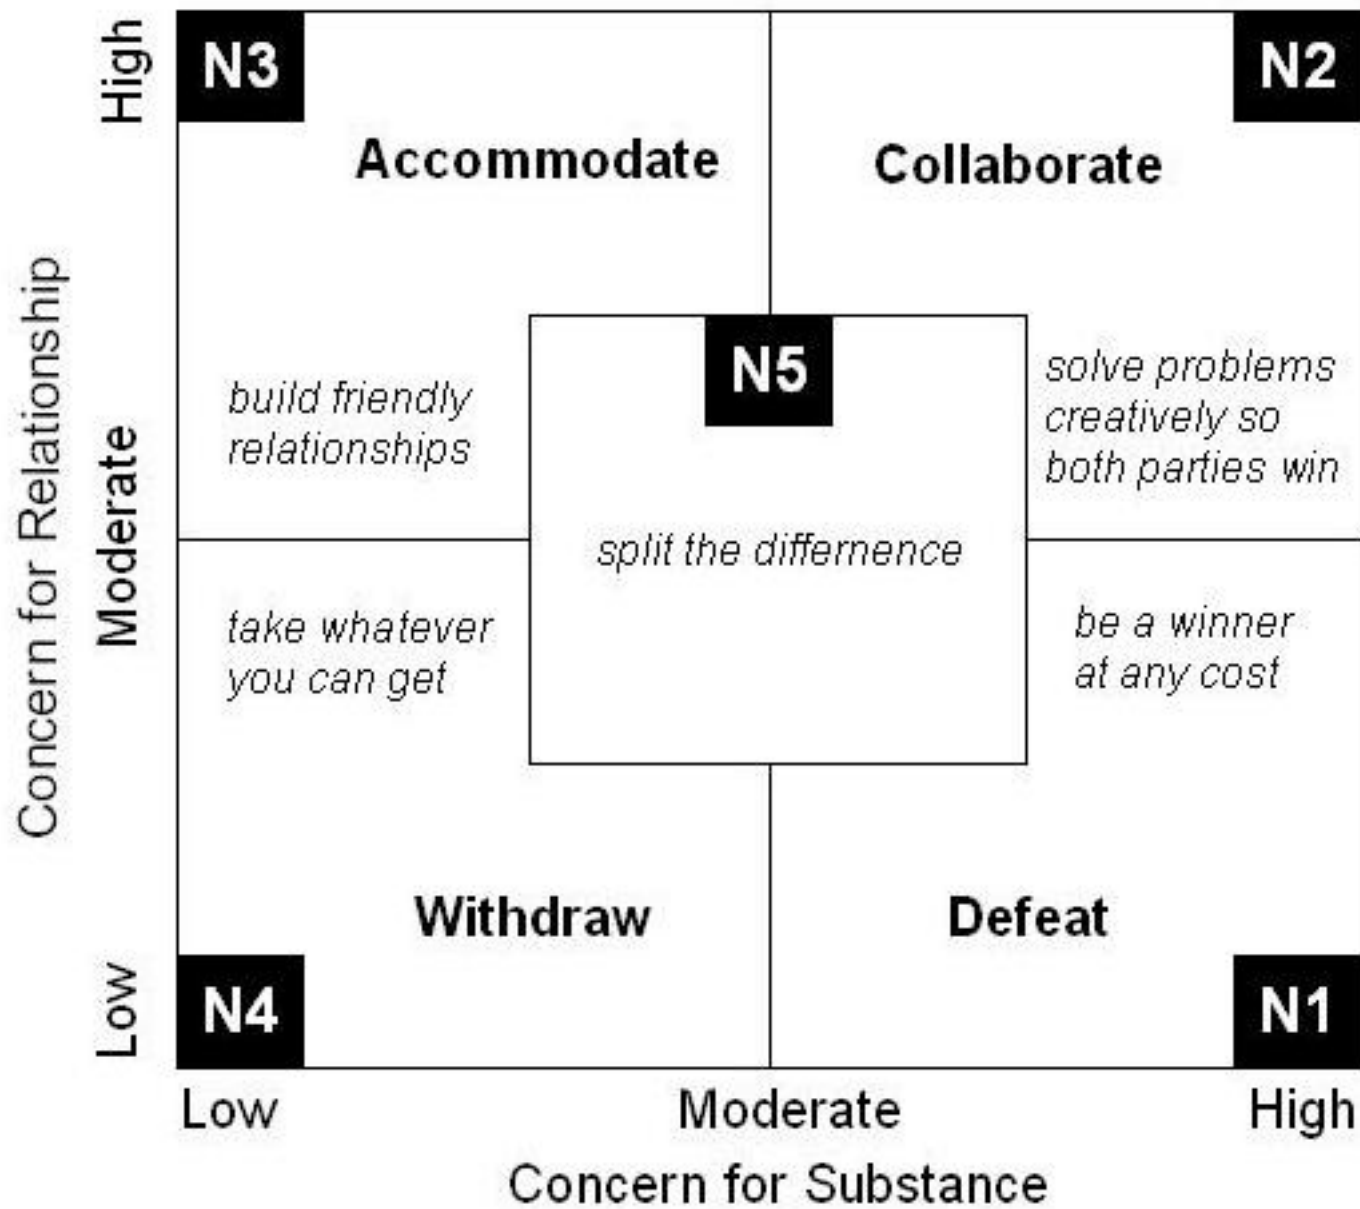 High
N3
N2
Accommodate
Collaborate
Concern for Relationship
Moderate
N5
build friendly
relationships
solve problems
creatively so
both parties win
split the differnence
take whatever
you can get
be a winner
at any cost
Withdraw
Defeat
Low
N4
N1
Low
Moderate
High
Concern for Substance